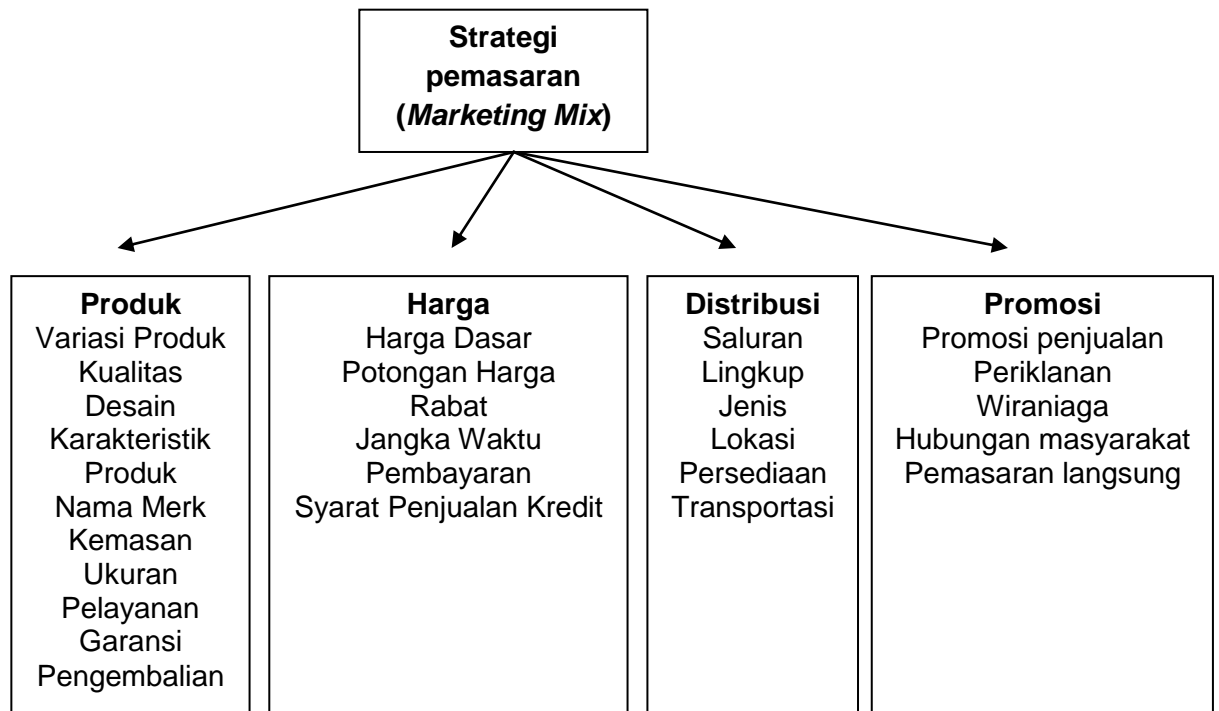 Strategi
pemasaran
(Marketing Mix)
Produk
Variasi Produk
Kualitas
Desain
Karakteristik
Produk
Nama Merk
Kemasan
Ukuran
Pelayanan
Garansi
Pengembalian
Harga
Harga Dasar
Potongan Harga
Rabat
Jangka Waktu
Pembayaran
Syarat Penjualan Kredit
Distribusi
Saluran
Lingkup
Jenis
Lokasi
Persediaan
Transportasi
Promosi
Promosi penjualan
Periklanan
Wiraniaga
Hubungan masyarakat
Pemasaran langsung